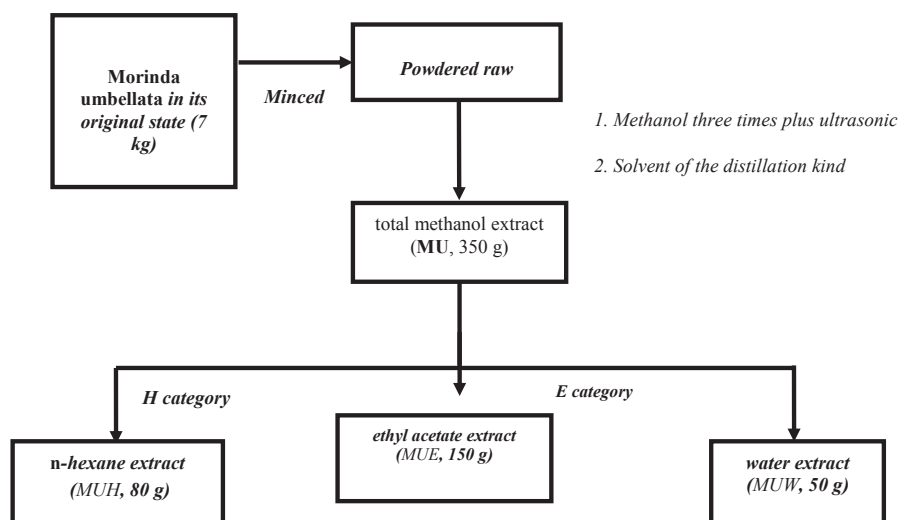 Morinda
umbellata in its
original state (7
kg)
Minced
Powdered raw
1. Methanol three times plus ultrasonic
2. Solvent of the distillation kind
total methanol extract
(MU, 350 g)
H category
E category
n-hexane extract
(MUH, 80 g)
ethyl acetate extract
(MUE, 150 g)
water extract
(MUW, 50 g)